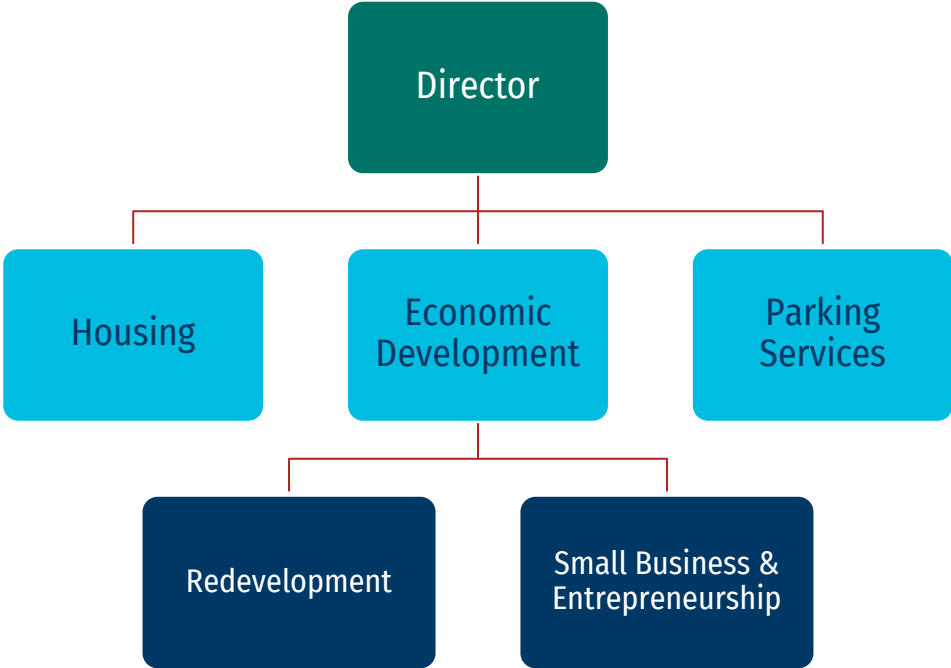 Director
Housing
Economic
Development
Parking
Services
Redevelopment
Small Business &
Entrepreneurship